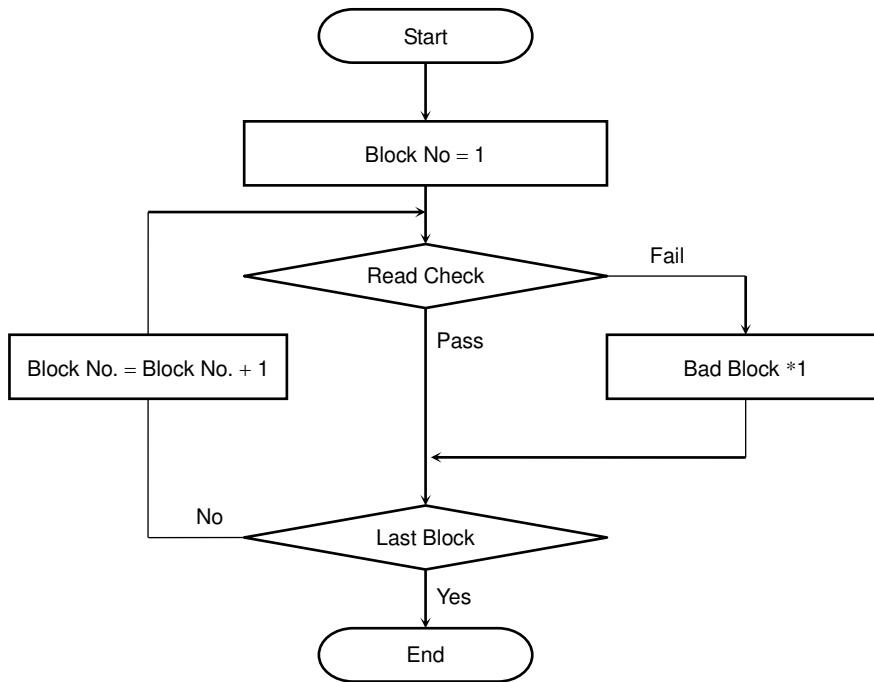 Start
Block No = 1
Read Check
Fail
Pass
Block No. = Block No. + 1
Bad Block *1
No
Last Block
Yes
End